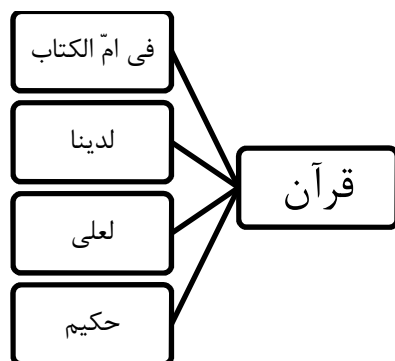 قرآن
فی امّ الکتاب
لدینا
لعلی
حکیم